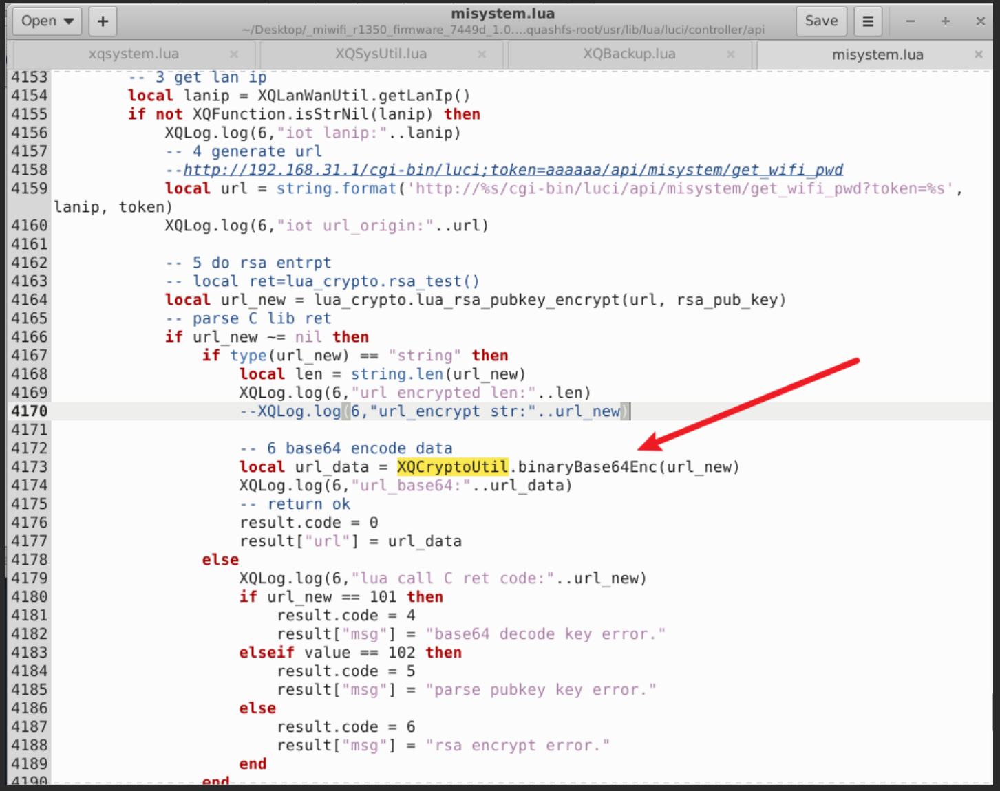 Open
+
misystem.lua
~/Desktop/_miwifi_r1350_firmware_7449d_1.0....quashfs-root/usr/lib/lua/luci/controller/api
Save
xqsystem.lua × XQSysUtil.lua × XQBackup.lua × misystem.lua ×
4153 -- 3 get lan ip
4154 local lanip = XQLanWanUtil.getLanIp()
4155 if not XQFunction.isStrNil(lanip) then
4156 XQLog.log(6,"iot lanip:"..lanip)
4157 -- 4 generate url
4158 --http://192.168.31.1/cgi-bin/luci;token=aaaaaa/api/misystem/get_wifi_pwd
4159 local url = string.format('http://%s/cgi-bin/luci/api/misystem/get_wifi_pwd?token=%s',
lanip, token)
4160 XQLog.log(6,"iot url_origin:"..url)
4161
4162 -- 5 do rsa entrpt
4163 -- local ret=lua_crypto.rsa_test()
4164 local url_new = lua_crypto.lua_rsa_pubkey_encrypt(url, rsa_pub_key)
4165 -- parse C lib ret
4166 if url_new ~= nil then
4167 if type(url_new) == "string" then
4168 local len = string.len(url_new)
4169 XQLog.log(6,"url encrypted len:"..len)
4170 --XQLog.log(6,"url_encrypt str:"..url_new)
4171
4172 -- 6 base64 encode data
4173 local url_data = XQCryptoUtil.binaryBase64Enc(url_new)
4174 XQLog.log(6,"url_base64:"..url_data)
4175 -- return ok
4176 result.code = 0
4177 result["url"] = url_data
4178 else
4179 XQLog.log(6,"lua call C ret code:"..url_new)
4180 if url_new == 101 then
4181 result.code = 4
4182 result["msg"] = "base64 decode key error."
4183 elseif value == 102 then
4184 result.code = 5
4185 result["msg"] = "parse pubkey key error."
4186 else
4187 result.code = 6
4188 result["msg"] = "rsa encrypt error."
4189 end
4190 end